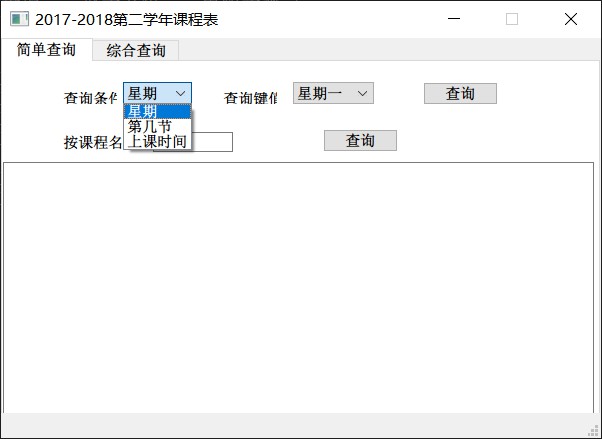 2017-2018第二学年课程表
简单查询 综合查询
查询条件 星期 查询键值 星期一 查询
星期
第几节
上课时间
按课程名 查询